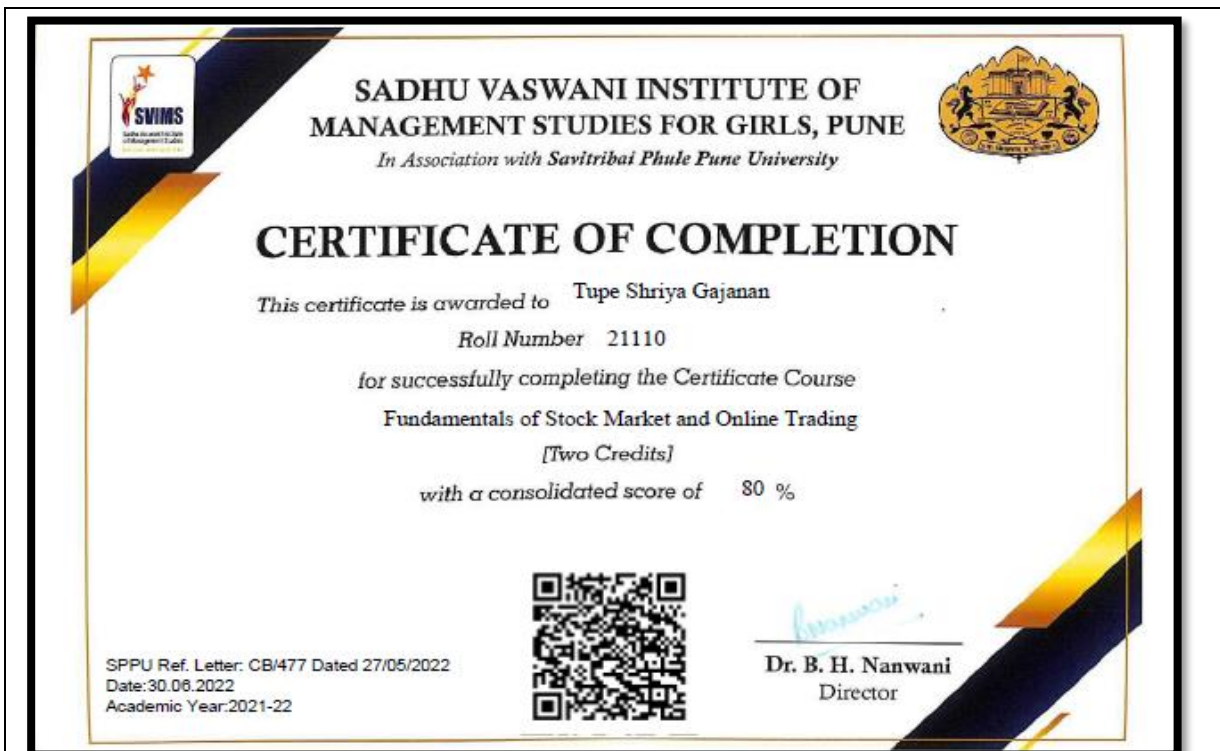 SVIMS
SADHU VASWANI INSTITUTE OF
MANAGEMENT STUDIES FOR GIRLS, PUNE
In Association with Savitribai Phule Pune University
CERTIFICATE OF COMPLETION
This certificate is awarded to Tupe Shriya Gajanan
Roll Number 21110
for successfully completing the Certificate Course
Fundamentals of Stock Market and Online Trading
[Two Credits]
with a consolidated score of 80 %
SPPU Ref. Letter: CB/477 Dated 27/05/2022
Date:30.06.2022
Academic Year:2021-22
Dr. B. H. Nanwani
Director